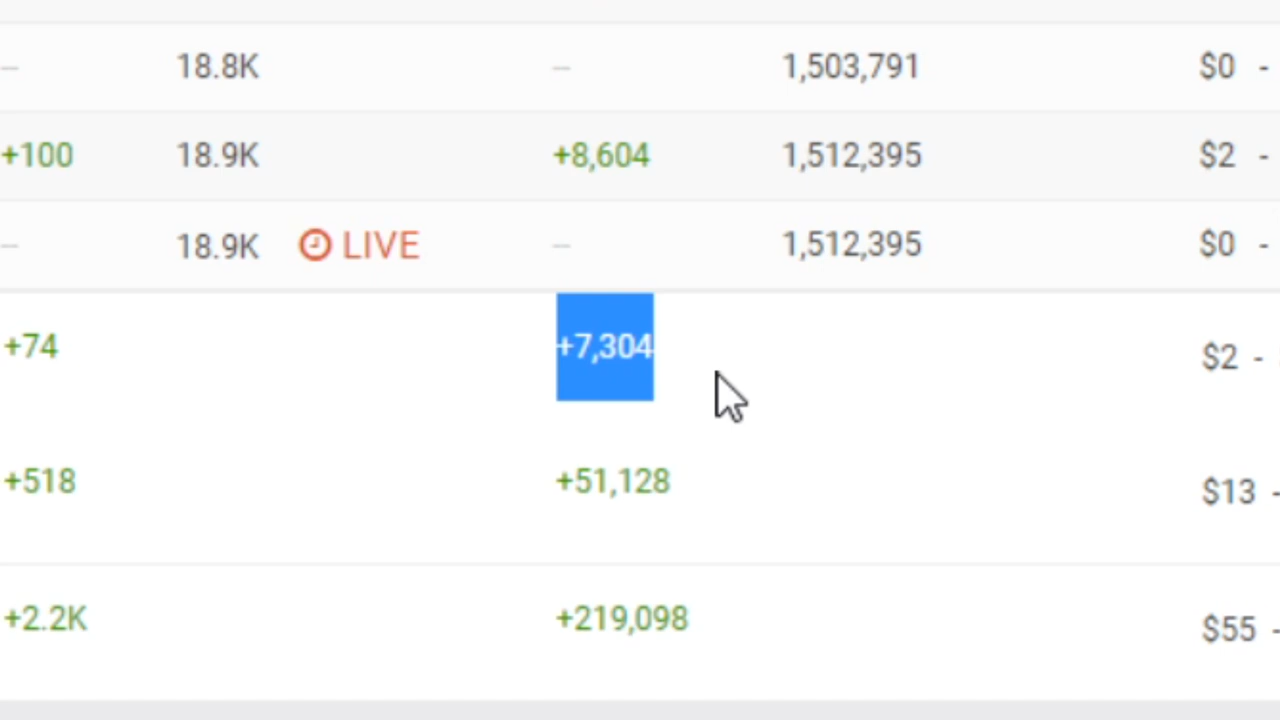 – 18.8K – 1,503,791 $0 -
+100 18.9K +8,604 1,512,395 $2 -
– 18.9K LIVE – 1,512,395 $0 -
+74 +7,304 $2 -
+518 +51,128 $13 -
+2.2K +219,098 $55 -